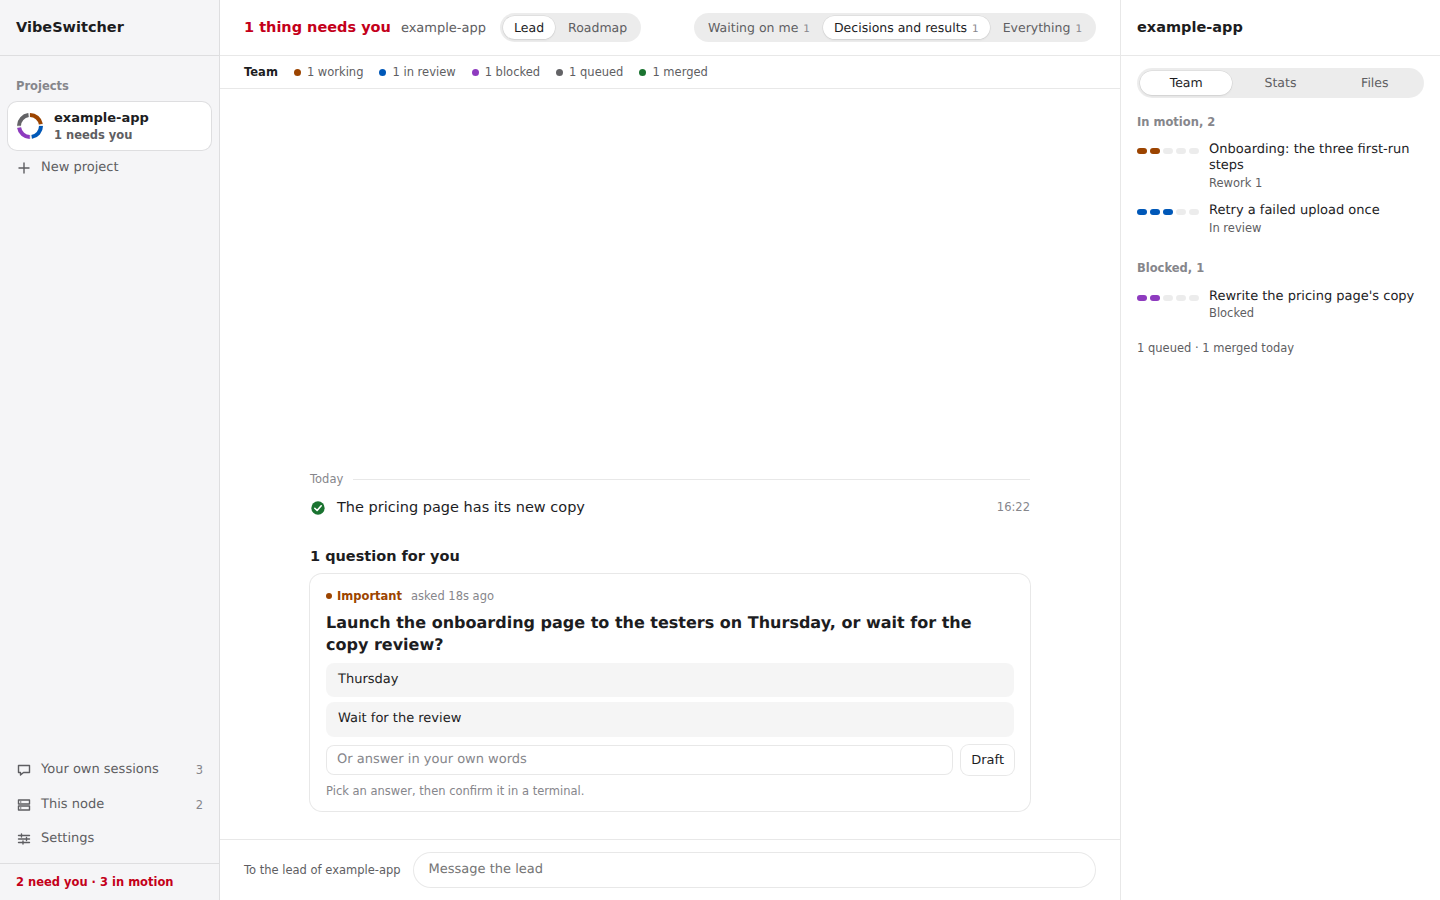 VibeSwitcher
Projects
example-app
1 needs you
New project
Your own sessions 3
This node 2
Settings
2 need you · 3 in motion
1 thing needs you example-app Lead Roadmap Waiting on me 1 Decisions and results 1 Everything 1
Team 1 working 1 in review 1 blocked 1 queued 1 merged
Today
The pricing page has its new copy 16:22
1 question for you
Important asked 18s ago
Launch the onboarding page to the testers on Thursday, or wait for the
copy review?
Thursday
Wait for the review
Or answer in your own words Draft
Pick an answer, then confirm it in a terminal.
To the lead of example-app Message the lead
example-app
Team Stats Files
In motion, 2
Onboarding: the three first-run
steps
Rework 1
Retry a failed upload once
In review
Blocked, 1
Rewrite the pricing page's copy
Blocked
1 queued · 1 merged today